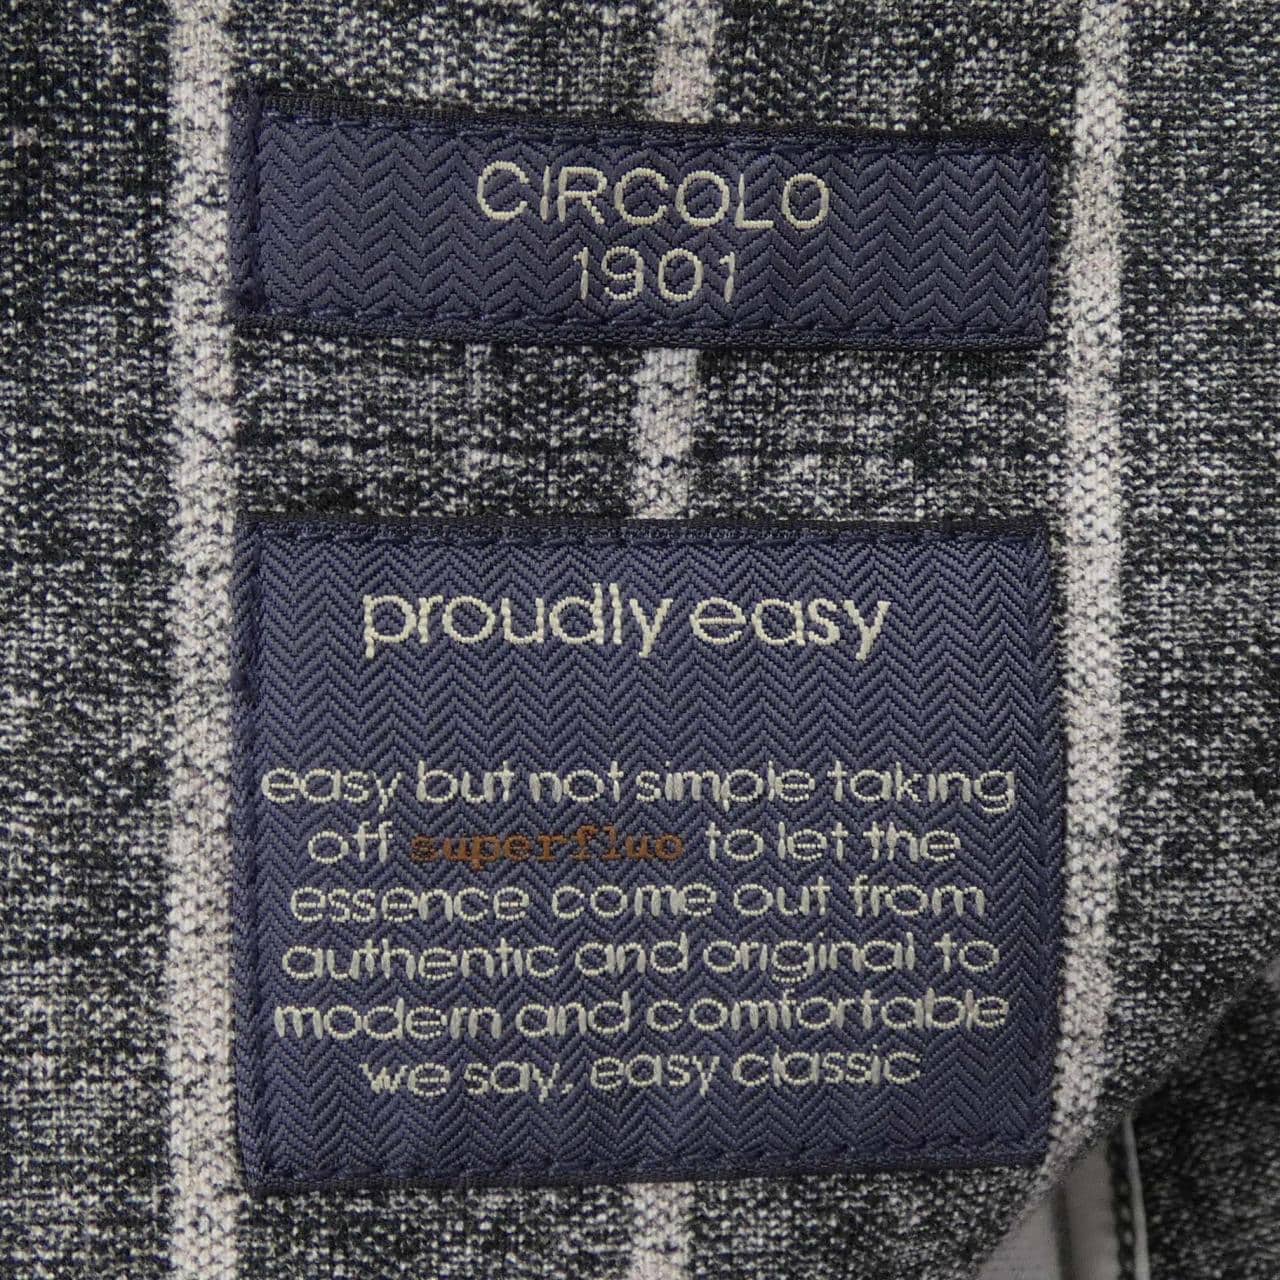 CIRCOLO
1901
proudly easy
easy but not simple taking
off superfluo to let the
essence come out from
authentic and original to
modern and comfortable
we say, easy classic